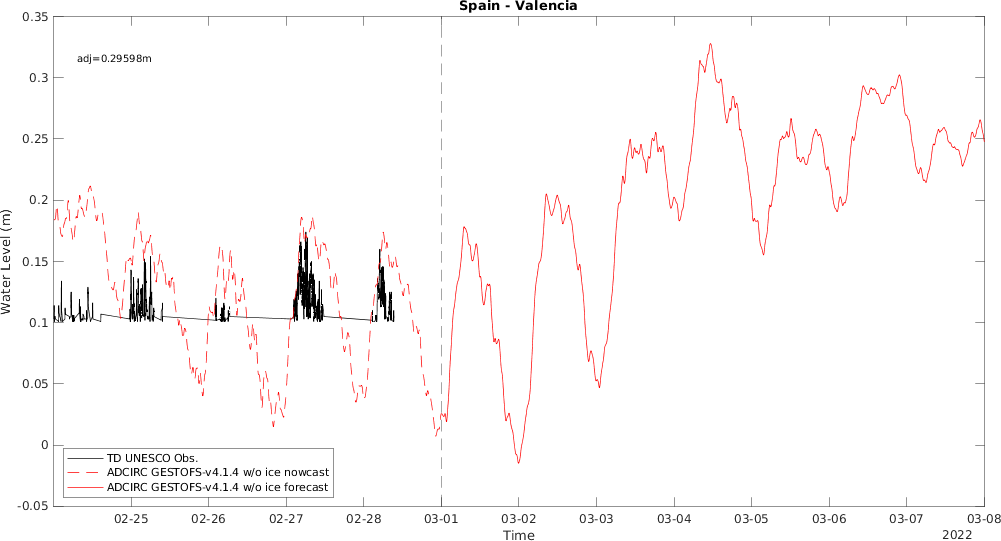 Spain - Valencia
0.35
adj=0.29598m
0.3
0.25
0.2
0.15
0.1
0.05
0
-0.05
Water Level (m)
TD UNESCO Obs.
ADCIRC GESTOFS-v4.1.4 w/o ice nowcast
ADCIRC GESTOFS-v4.1.4 w/o ice forecast
02-25 02-26 02-27 02-28 03-01 03-02 03-03 03-04 03-05 03-06 03-07 03-08
Time
2022